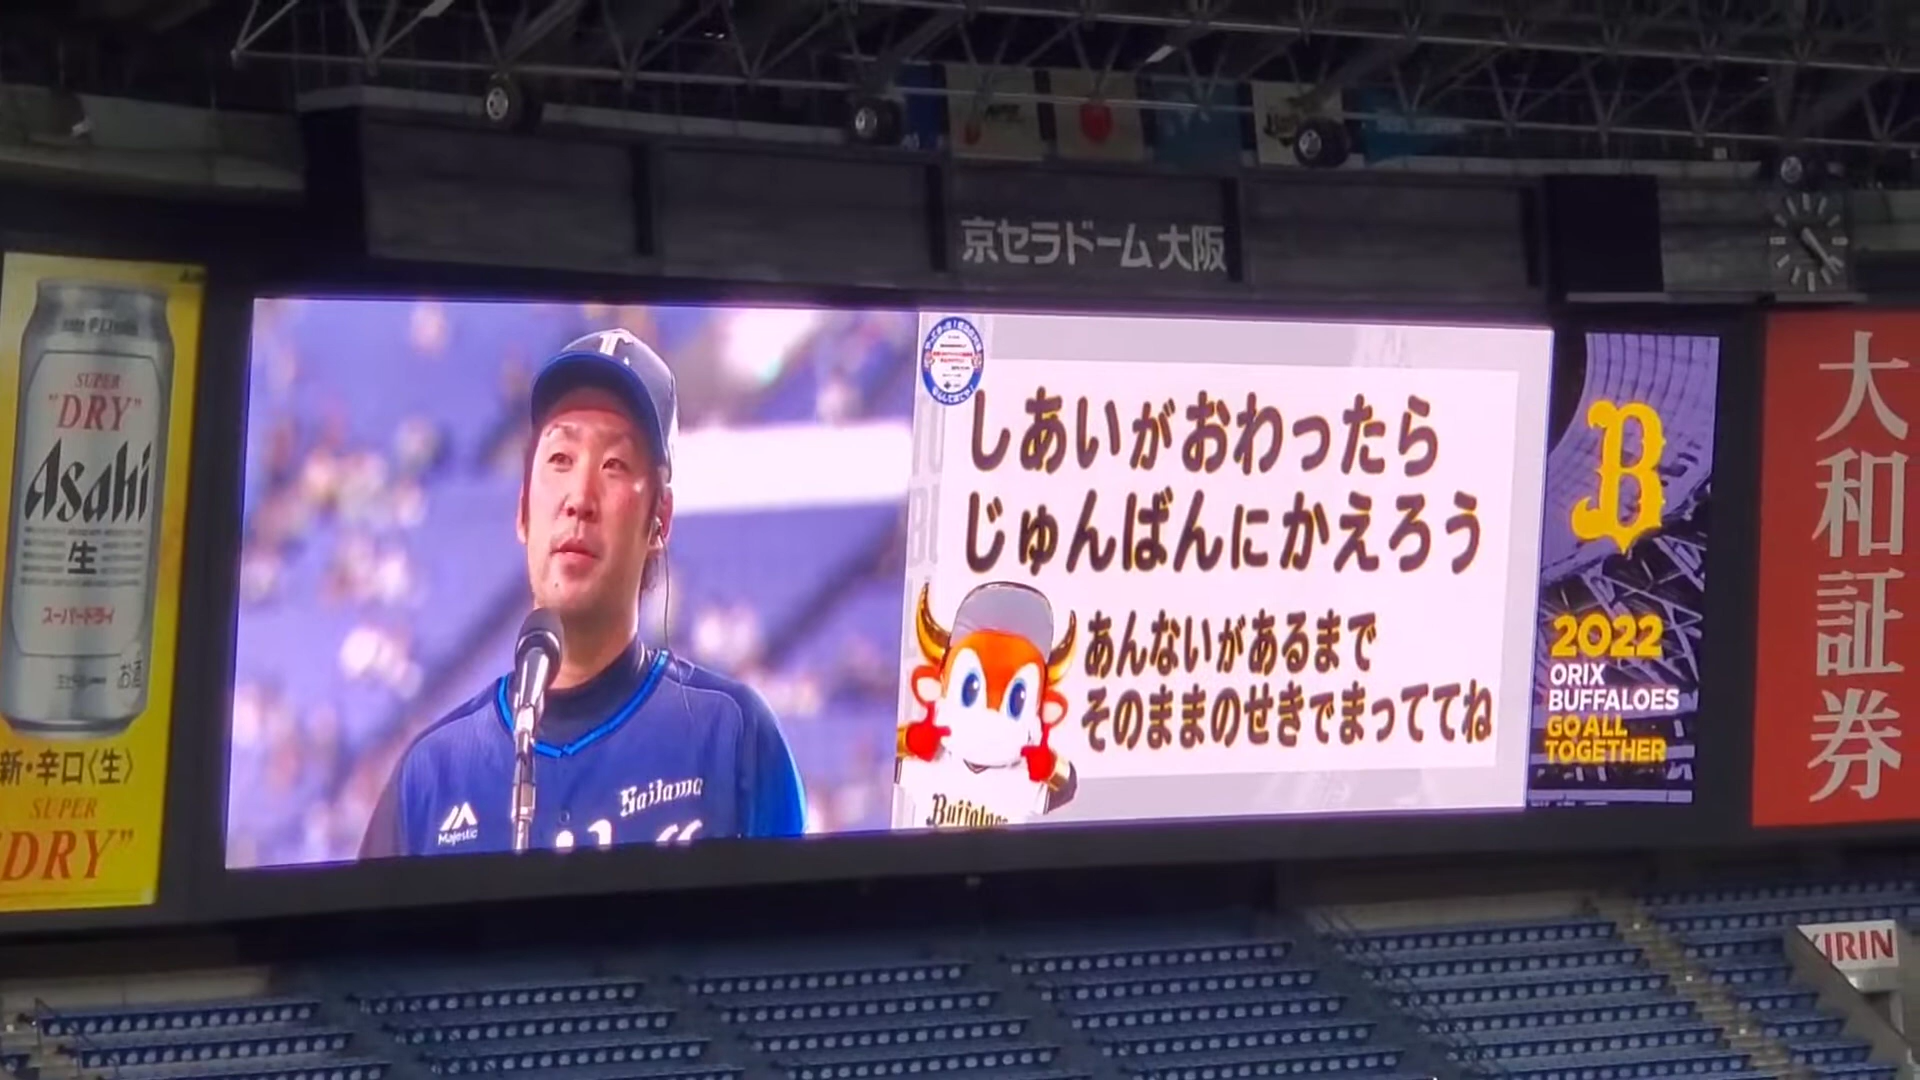 京セラドーム 大阪
SUPER
"DRY"
Asahi
生
スーパードライ
お酒
新・辛口〈生〉
SUPER
"DRY"
T
Saitama
Majestic
しあいがおわったら
じゅんばんにかえろう
あんないがあるまで
そのままのせきでまっててね
Buffaloes
B
2022
ORIX
BUFFALOES
GO ALL
TOGETHER
大和証券
KIRIN